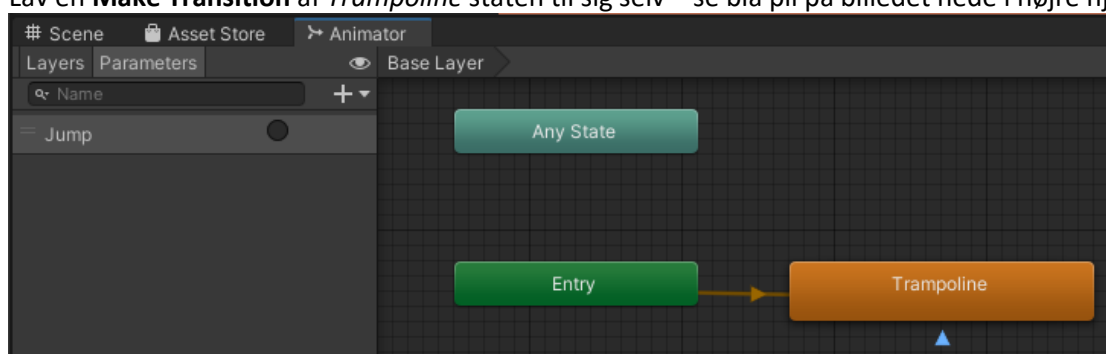 Lav en Make Transition af Trampoline staten til sig selv – se blå pil på billedet nede i højre hj
# Scene Asset Store Animator
Layers Parameters Base Layer
Name
Jump
Any State
Entry Trampoline